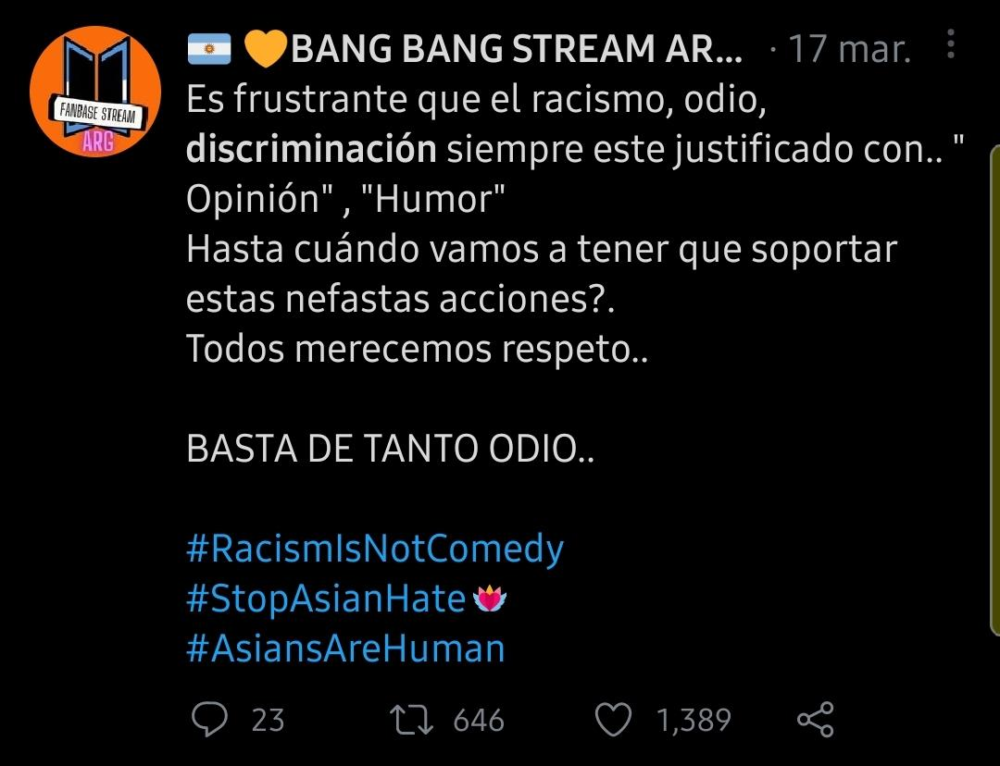 BANG BANG STREAM AR... · 17 mar.
FANBASE STREAM
ARG
Es frustrante que el racismo, odio,
discriminación siempre este justificado con.. "
Opinión" , "Humor"
Hasta cuándo vamos a tener que soportar
estas nefastas acciones?.
Todos merecemos respeto..
BASTA DE TANTO ODIO..
#RacismIsNotComedy
#StopAsianHate
#AsiansAreHuman
23 646 1,389